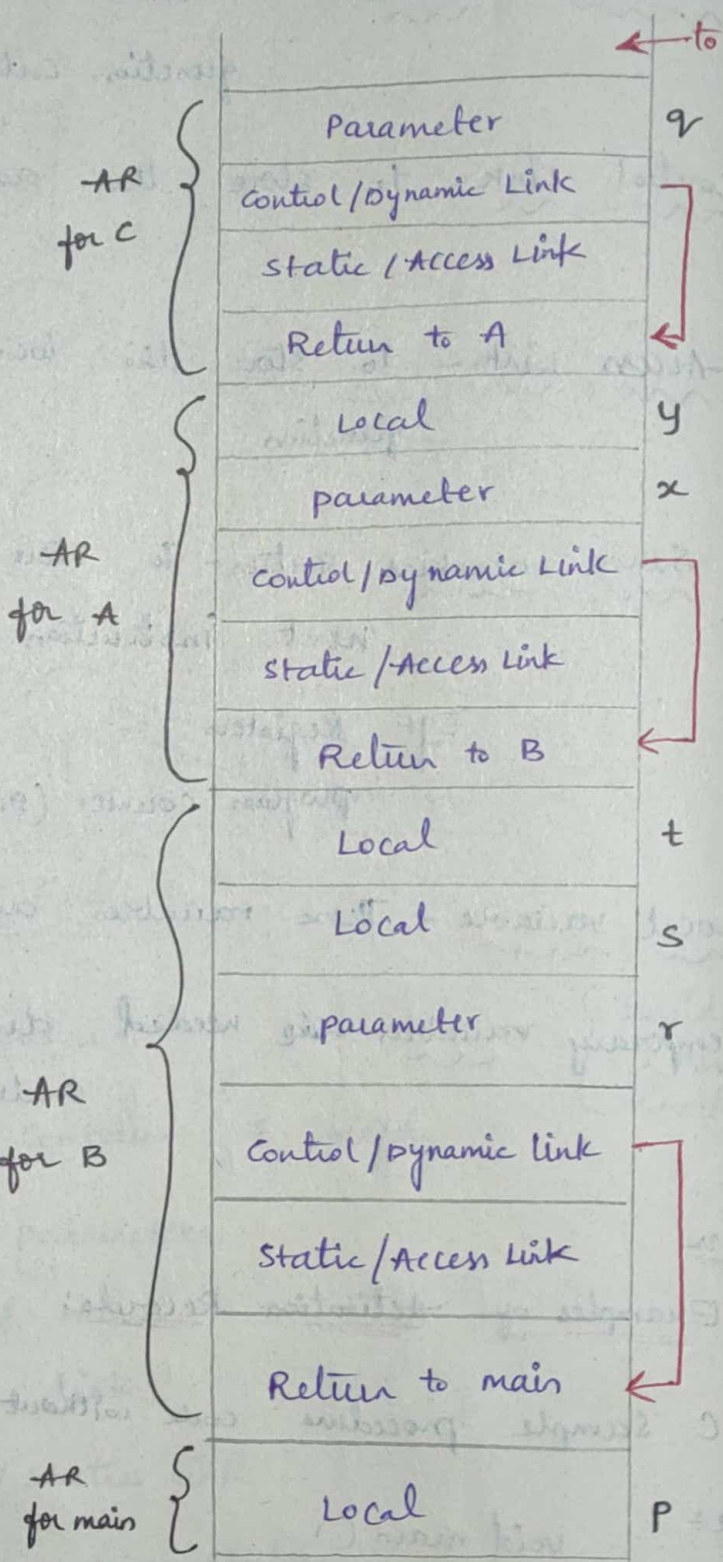 to
Parameter q
AR for C
Control/Dynamic Link
Static/Access Link
Return to A
Local y
parameter x
AR for A
Control/Dynamic Link
Static/Access Link
Return to B
Local t
Local s
parameter r
AR for B
Control/Dynamic link
Static/Access Link
Return to main
AR for main
Local P